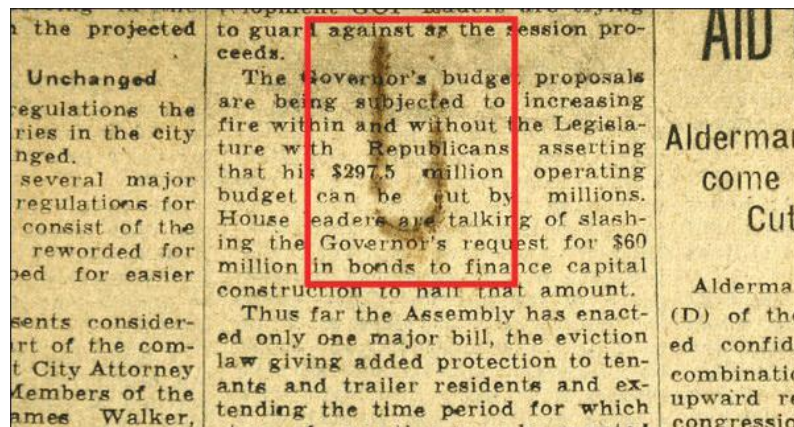 the projected
Unchanged
regulations the
ries in the city
nged.
several major
regulations for
consist of the
reworded for
ped for easier
sents consider-
art of the com-
t City Attorney
Members of the
ames Walker,
to guard against as the session pro-
ceeds.
The Governor's budget proposals
are being subjected to increasing
fire within and without the Legisla-
ture with Republicans asserting
that his $297.5 million operating
budget can be cut by millions.
House leaders are talking of slash-
ing the Governor's request for $60
million in bonds to finance capital
construction to half that amount.
Thus far the Assembly has enact-
ed only one major bill, the eviction
law giving added protection to ten-
ants and trailer residents and ex-
tending the time period for which
AID
Alderma
come
Cut
Alderma
(D) of the
ed confid
combinatio
upward re
congressio